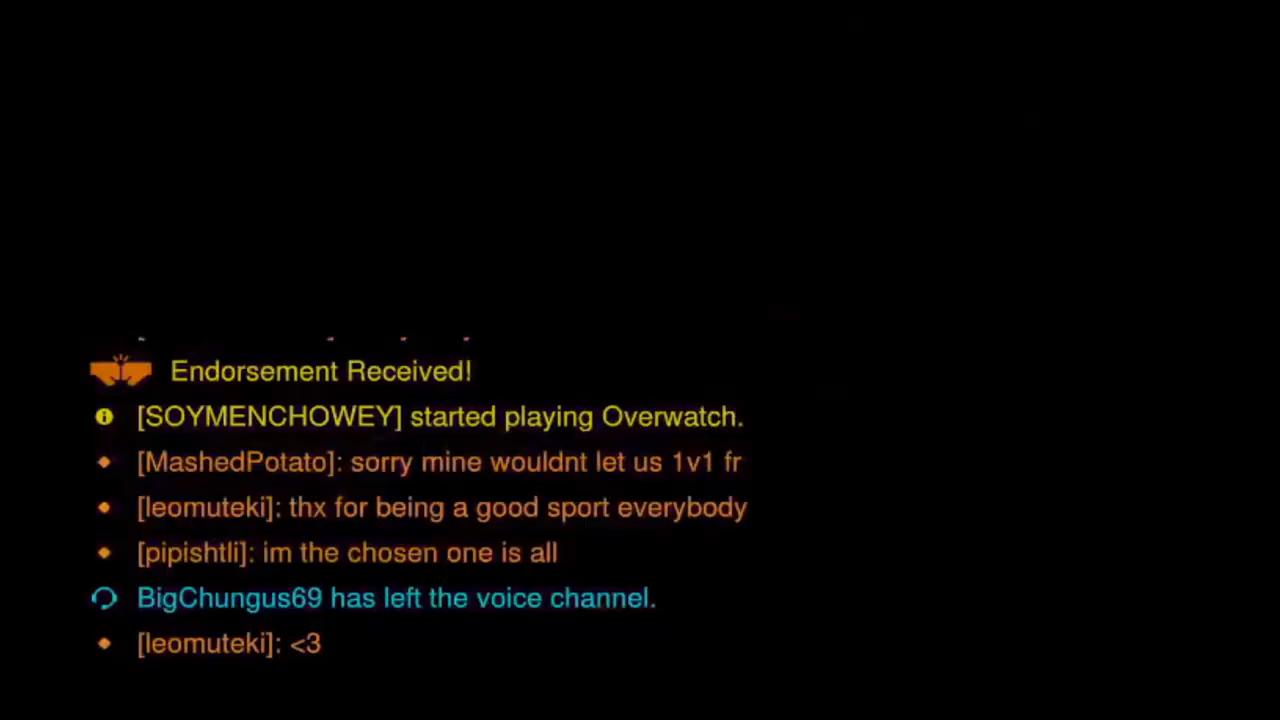 Endorsement Received!
[SOYMENCHOWEY] started playing Overwatch.
[MashedPotato]: sorry mine wouldnt let us 1v1 fr
[leomuteki]: thx for being a good sport everybody
[pipishtli]: im the chosen one is all
BigChungus69 has left the voice channel.
[leomuteki]: <3